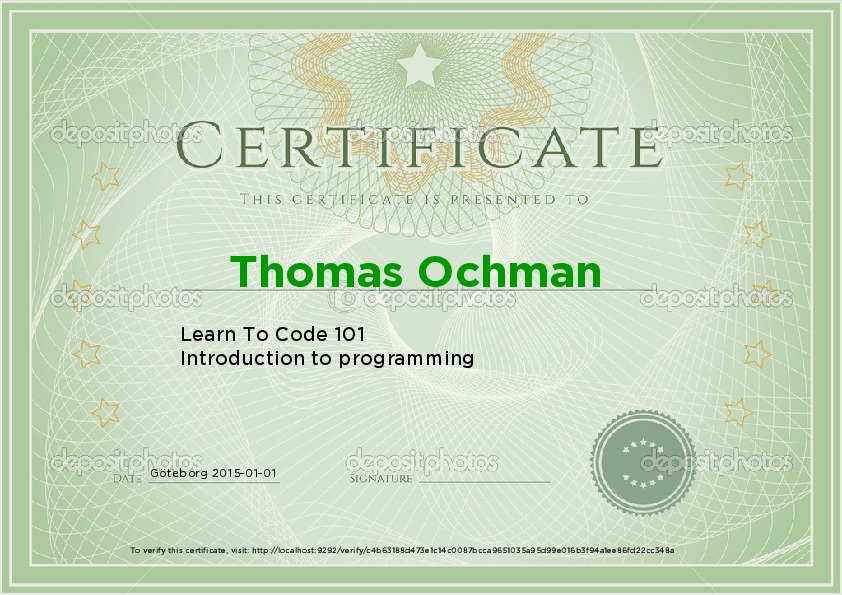 CERTIFICATE
THIS CERTIFICATE IS PRESENTED TO
Thomas Ochman
Learn To Code 101
Introduction to programming
DATE Göteborg 2015-01-01 SIGNATURE
To verify this certificate, visit: http://localhost:9292/verify/c4b63188d473e1c14c0087bcca9651035a95d99e016b3f94a1ee86fd22cc348a
depositphotos depositphotos depositphotos
depositphotos depositphotos depositphotos
depositphotos depositphotos depositphotos